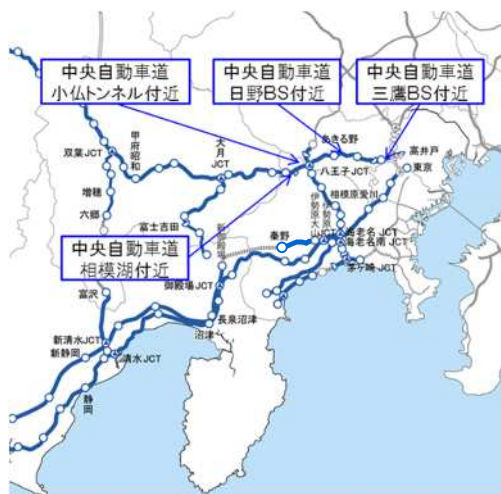 中央自動車道
小仏トンネル付近
中央自動車道
日野BS付近
中央自動車道
三鷹BS付近
あきる野
高井戸
東京
八王子JCT
相模原愛川
双葉JCT
甲府昭和
大月
JCT
増穂
六郷
富士吉田
新御殿場
秦野
伊勢原大山
伊勢原JCT
海老名JCT
海老名南JCT
茅ヶ崎JCT
中央自動車道
相模湖付近
御殿場JCT
富沢
長泉沼津
沼津
新清水JCT
新静岡
清水JCT
静岡